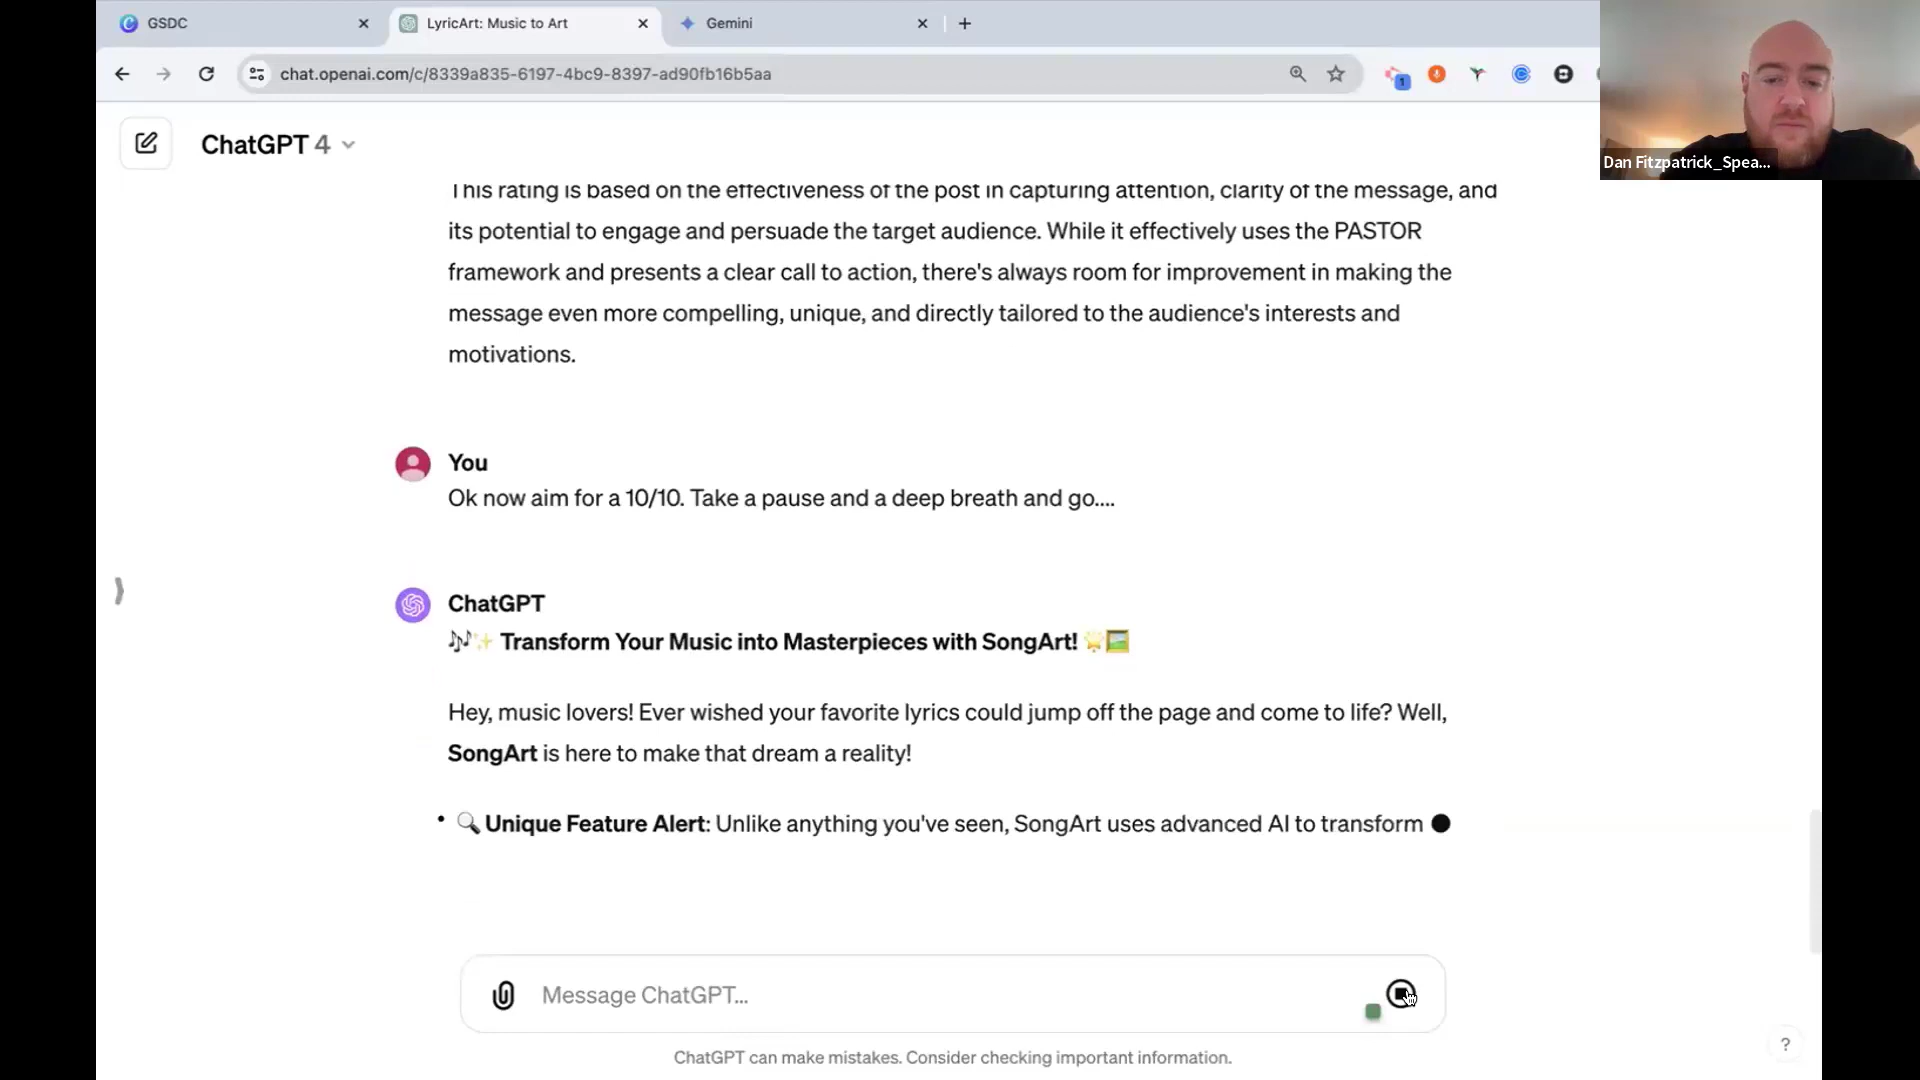 GSDC
LyricArt: Music to Art
Gemini
chat.openai.com/c/8339a835-6197-4bc9-8397-ad90fb16b5aa
1
Dan Fitzpatrick_Spea...
ChatGPT 4
This rating is based on the effectiveness of the post in capturing attention, clarity of the message, and
its potential to engage and persuade the target audience. While it effectively uses the PASTOR
framework and presents a clear call to action, there's always room for improvement in making the
message even more compelling, unique, and directly tailored to the audience's interests and
motivations.
You
Ok now aim for a 10/10. Take a pause and a deep breath and go....
ChatGPT
🎶✨ Transform Your Music into Masterpieces with SongArt! 🌟🖼️
Hey, music lovers! Ever wished your favorite lyrics could jump off the page and come to life? Well,
SongArt is here to make that dream a reality!
• 🔍 Unique Feature Alert: Unlike anything you've seen, SongArt uses advanced AI to transform
Message ChatGPT...
ChatGPT can make mistakes. Consider checking important information.
?